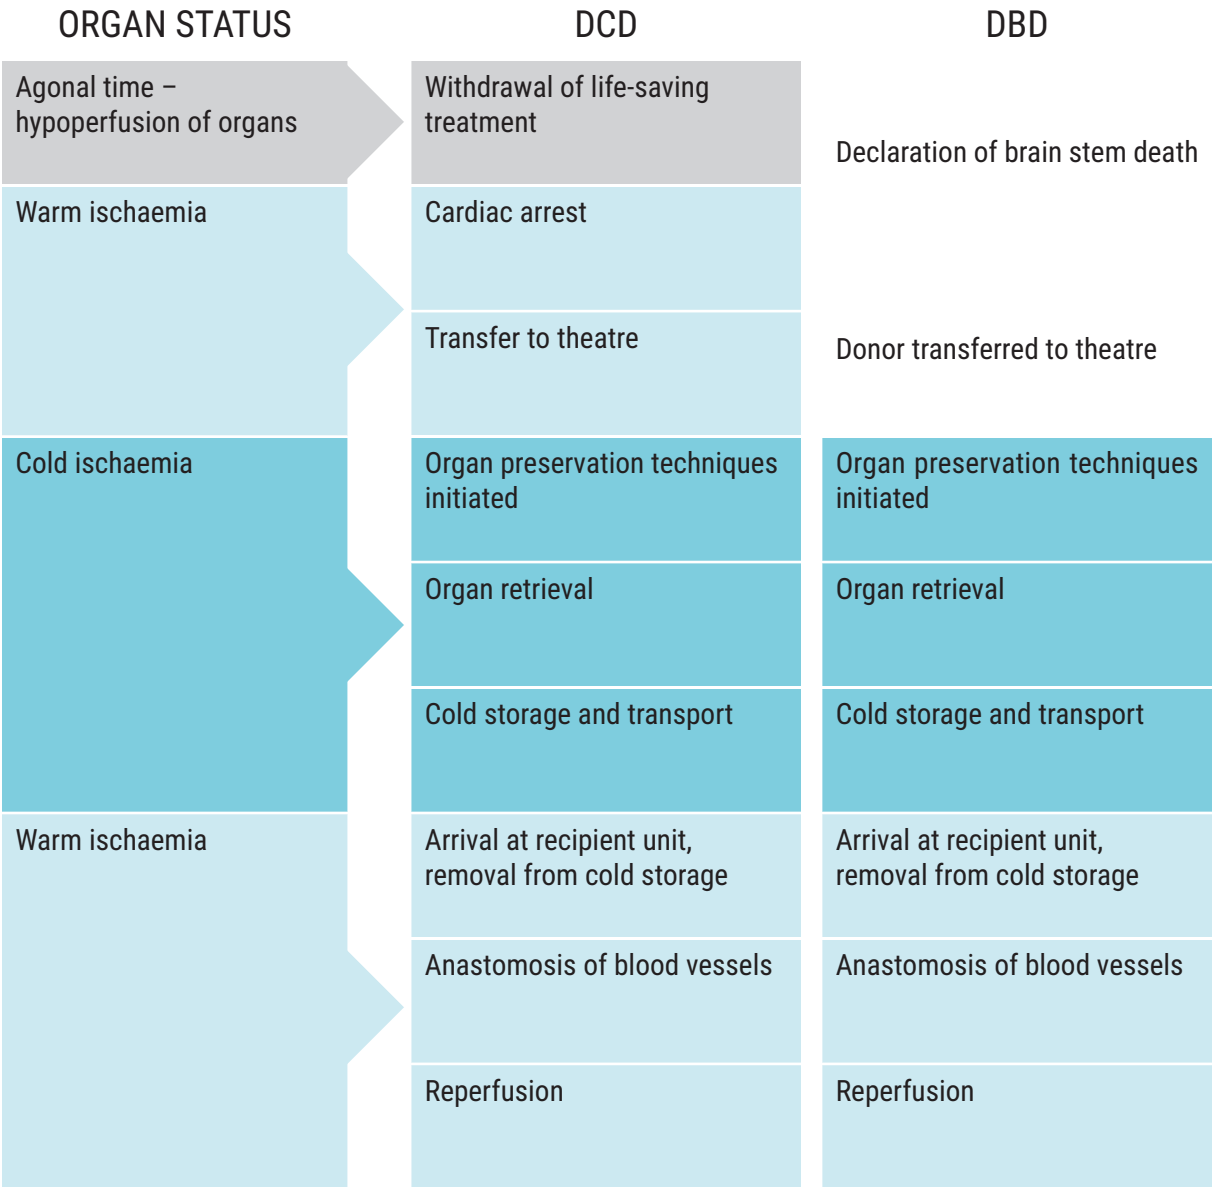 ORGAN STATUS
DCD
DBD
Agonal time –
hypoperfusion of organs
Withdrawal of life-saving
treatment
Declaration of brain stem death
Warm ischaemia
Cardiac arrest
Transfer to theatre
Donor transferred to theatre
Cold ischaemia
Organ preservation techniques
initiated
Organ preservation techniques
initiated
Organ retrieval
Organ retrieval
Cold storage and transport
Cold storage and transport
Warm ischaemia
Arrival at recipient unit,
removal from cold storage
Arrival at recipient unit,
removal from cold storage
Anastomosis of blood vessels
Anastomosis of blood vessels
Reperfusion
Reperfusion